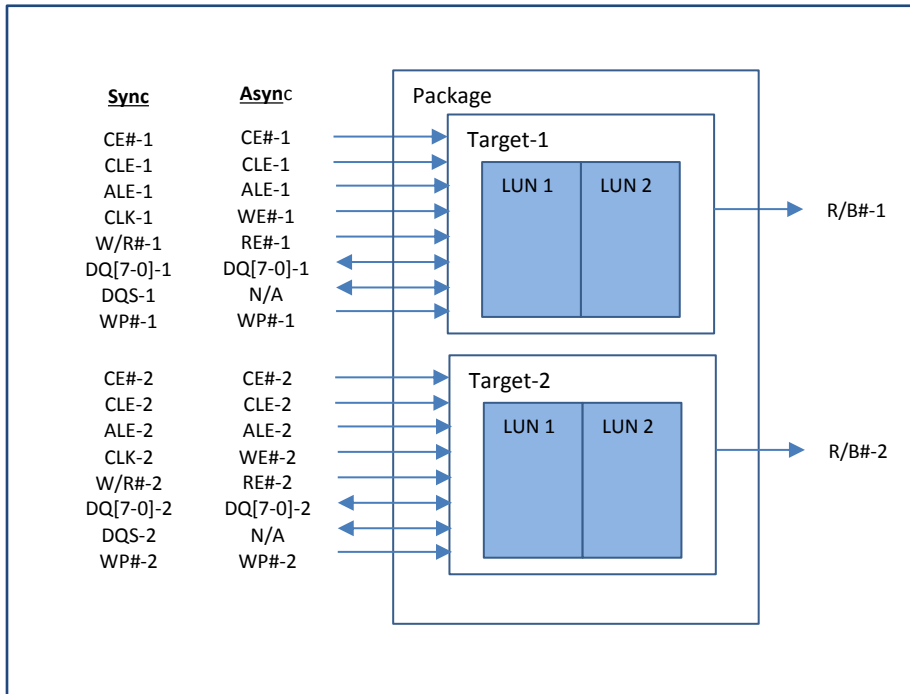 Sync Async Package
CE#-1 CE#-1 Target-1
CLE-1 CLE-1
ALE-1 ALE-1 LUN 1 LUN 2
CLK-1 WE#-1 R/B#-1
W/R#-1 RE#-1
DQ[7-0]-1 DQ[7-0]-1
DQS-1 N/A
WP#-1 WP#-1
CE#-2 CE#-2 Target-2
CLE-2 CLE-2
ALE-2 ALE-2 LUN 1 LUN 2
CLK-2 WE#-2 R/B#-2
W/R#-2 RE#-2
DQ[7-0]-2 DQ[7-0]-2
DQS-2 N/A
WP#-2 WP#-2